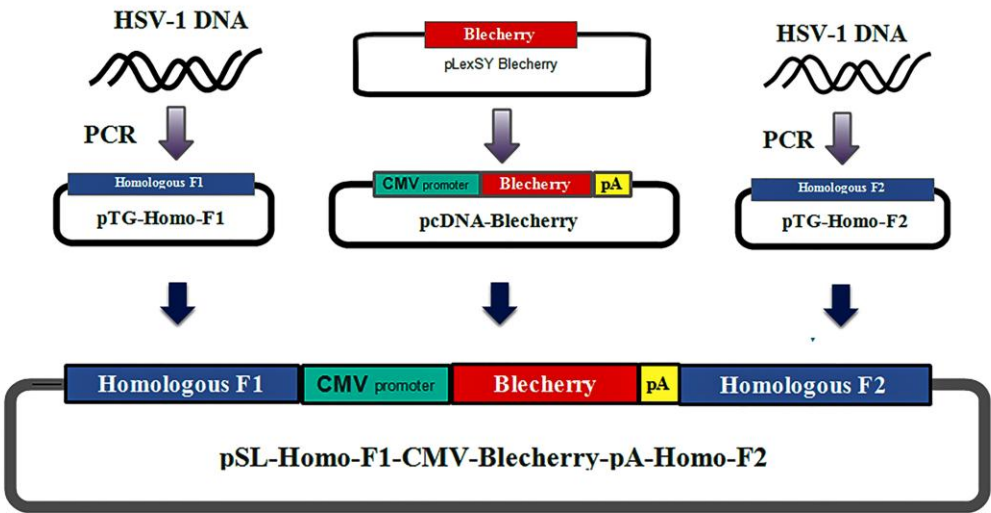 HSV-1 DNA
PCR
Homologous F1
pTG-Homo-F1
Blecherry
pLexSY Blecherry
CMV promoter Blecherry pA
pcDNA-Blecherry
HSV-1 DNA
PCR
Homologous F2
pTG-Homo-F2
Homologous F1 CMV promoter Blecherry pA Homologous F2
pSL-Homo-F1-CMV-Blecherry-pA-Homo-F2